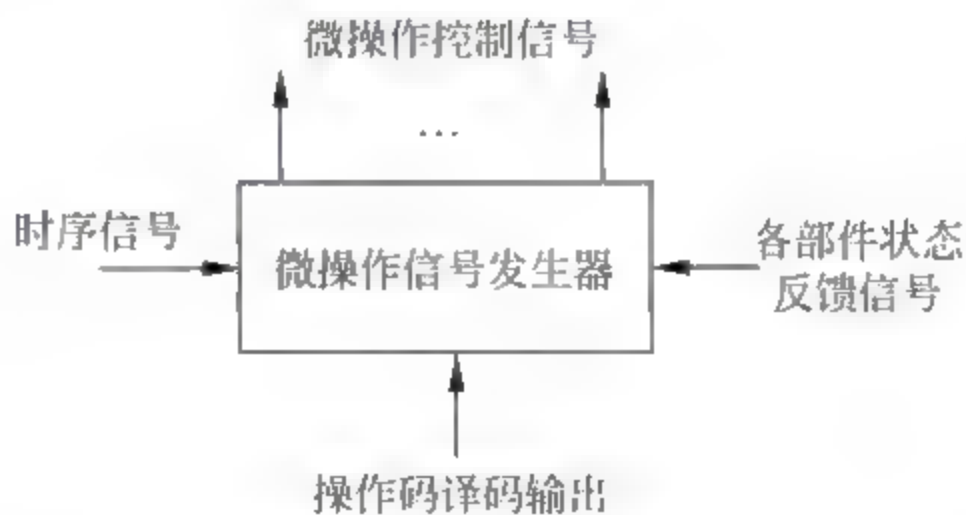 微操作控制信号
…
时序信号
微操作信号发生器
各部件状态
反馈信号
操作码译码输出